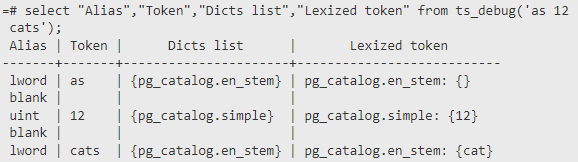 =# select "Alias","Token","Dicts list","Lexized token" from ts_debug('as 12
cats');
Alias | Token | Dicts list | Lexized token
-------+-------+----------------------+--------------------------
lword | as | {pg_catalog.en_stem} | pg_catalog.en_stem: {}
blank | | |
uint | 12 | {pg_catalog.simple} | pg_catalog.simple: {12}
blank | | |
lword | cats | {pg_catalog.en_stem} | pg_catalog.en_stem: {cat}